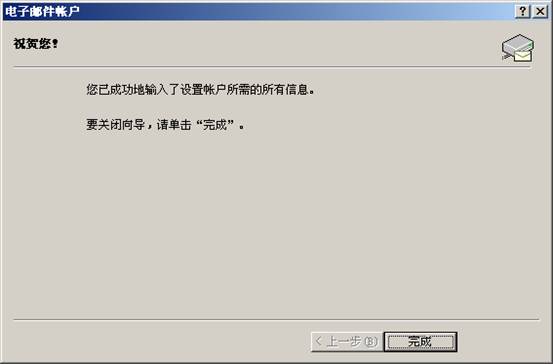 电子邮件帐户
祝贺您!
您已成功地输入了设置帐户所需的所有信息。
要关闭向导，请单击“完成”。
< 上一步(B)
完成